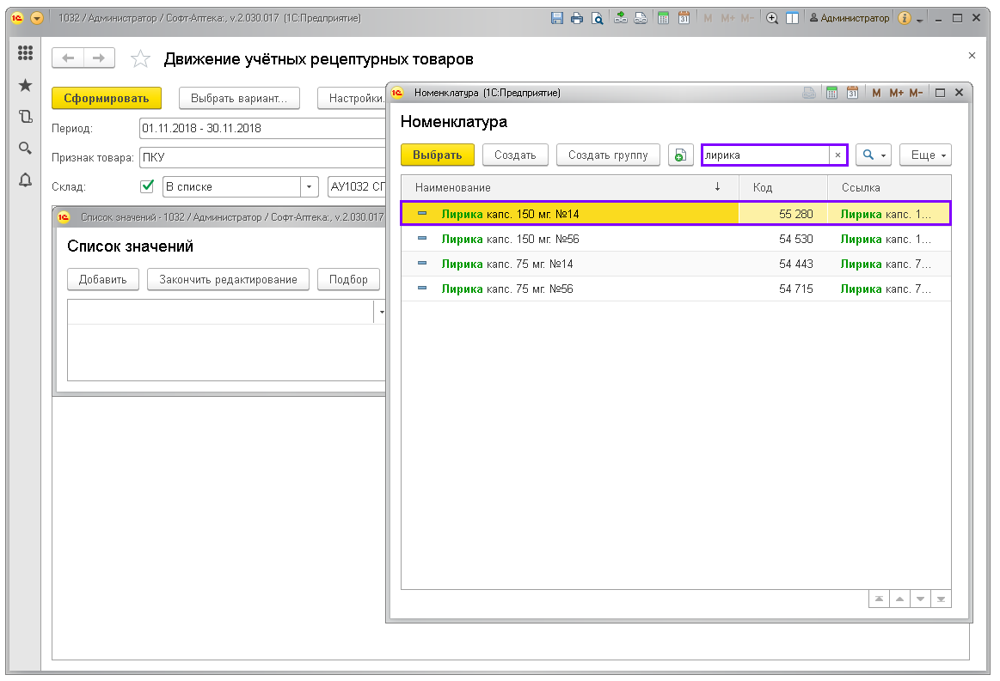 1032 / Администратор / Софт-Аптека:, v.2.030.017 (1С:Предприятие)
31
M M+ M-
Администратор
Движение учётных рецептурных товаров
Сформировать
Выбрать вариант...
Настройки.
Период:
01.11.2018 - 30.11.2018
Признак товара:
ПКУ
Склад:
В списке
АУ1032 СГ
Список значений - 1032 / Администратор / Софт-Аптека:, v.2.030.017
Список значений
Добавить
Закончить редактирование
Подбор
Номенклатура (1С:Предприятие)
31
M M+ M-
Номенклатура
Выбрать
Создать
Создать группу
лирика
Еще
Наименование ↓ Код Ссылка
Лирика капс. 150 мг. №14 55 280 Лирика капс. 1...
Лирика капс. 150 мг. №56 54 530 Лирика капс. 1...
Лирика капс. 75 мг. №14 54 443 Лирика капс. 7...
Лирика капс. 75 мг. №56 54 715 Лирика капс. 7...